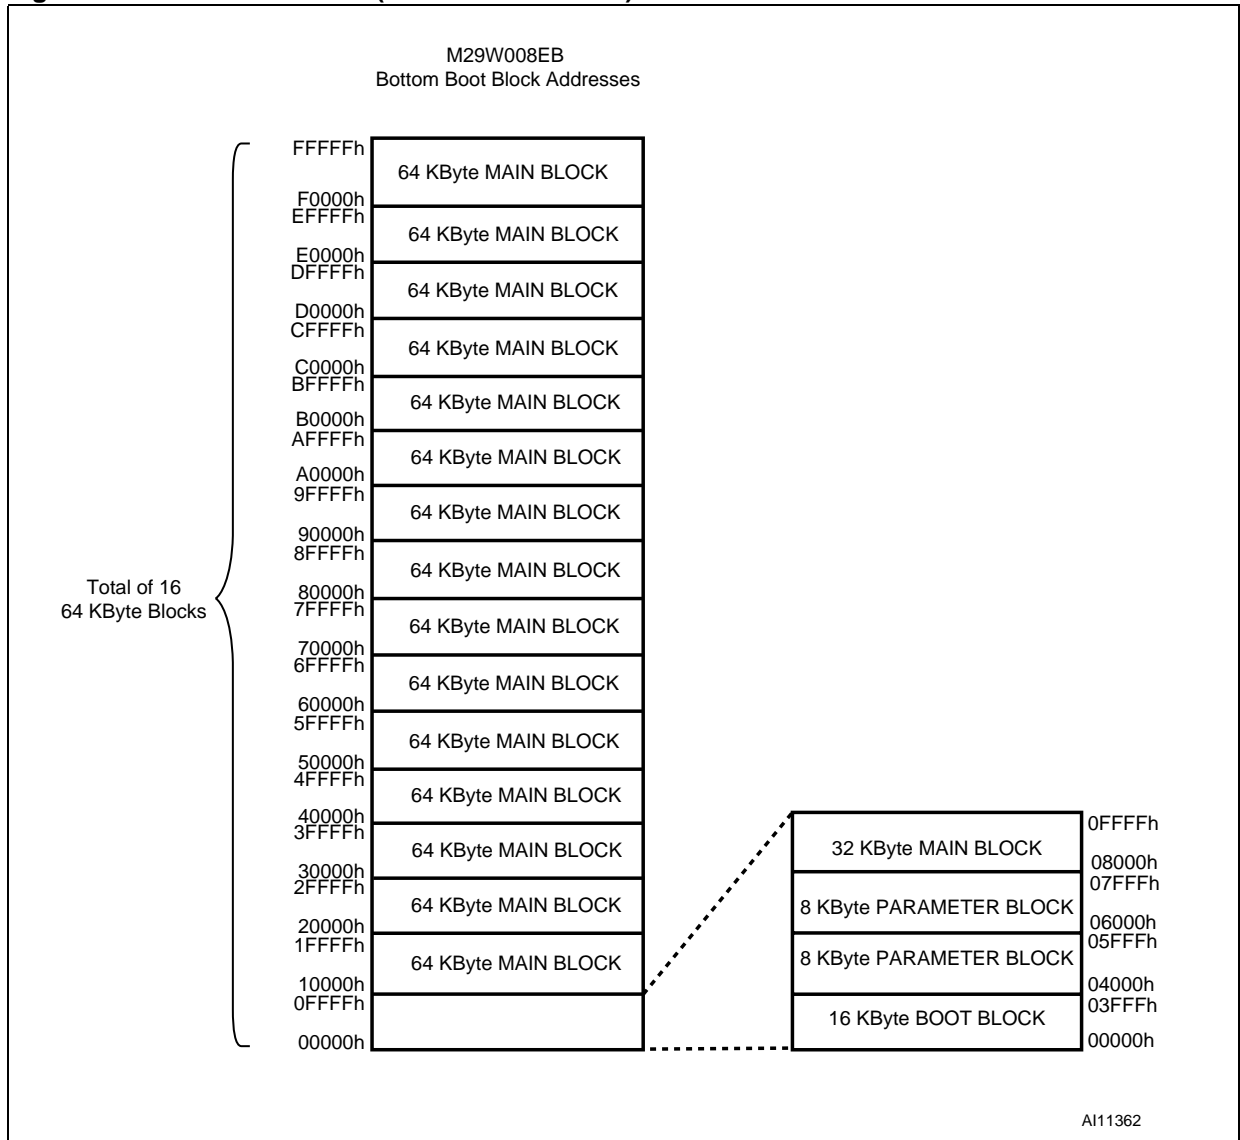 M29W008EB
Bottom Boot Block Addresses
FFFFFh
64 KByte MAIN BLOCK
F0000h
EFFFFh
64 KByte MAIN BLOCK
E0000h
DFFFFh
64 KByte MAIN BLOCK
D0000h
CFFFFh
64 KByte MAIN BLOCK
C0000h
BFFFFh
64 KByte MAIN BLOCK
B0000h
AFFFFh
64 KByte MAIN BLOCK
A0000h
9FFFFh
64 KByte MAIN BLOCK
90000h
8FFFFh
64 KByte MAIN BLOCK
80000h
7FFFFh
64 KByte MAIN BLOCK
70000h
6FFFFh
64 KByte MAIN BLOCK
60000h
5FFFFh
64 KByte MAIN BLOCK
50000h
4FFFFh
64 KByte MAIN BLOCK
40000h
3FFFFh
64 KByte MAIN BLOCK
30000h
2FFFFh
64 KByte MAIN BLOCK
20000h
1FFFFh
64 KByte MAIN BLOCK
10000h
0FFFFh
00000h
Total of 16
64 KByte Blocks
0FFFFh
32 KByte MAIN BLOCK
08000h
07FFFh
8 KByte PARAMETER BLOCK
06000h
05FFFh
8 KByte PARAMETER BLOCK
04000h
03FFFh
16 KByte BOOT BLOCK
00000h
AI11362